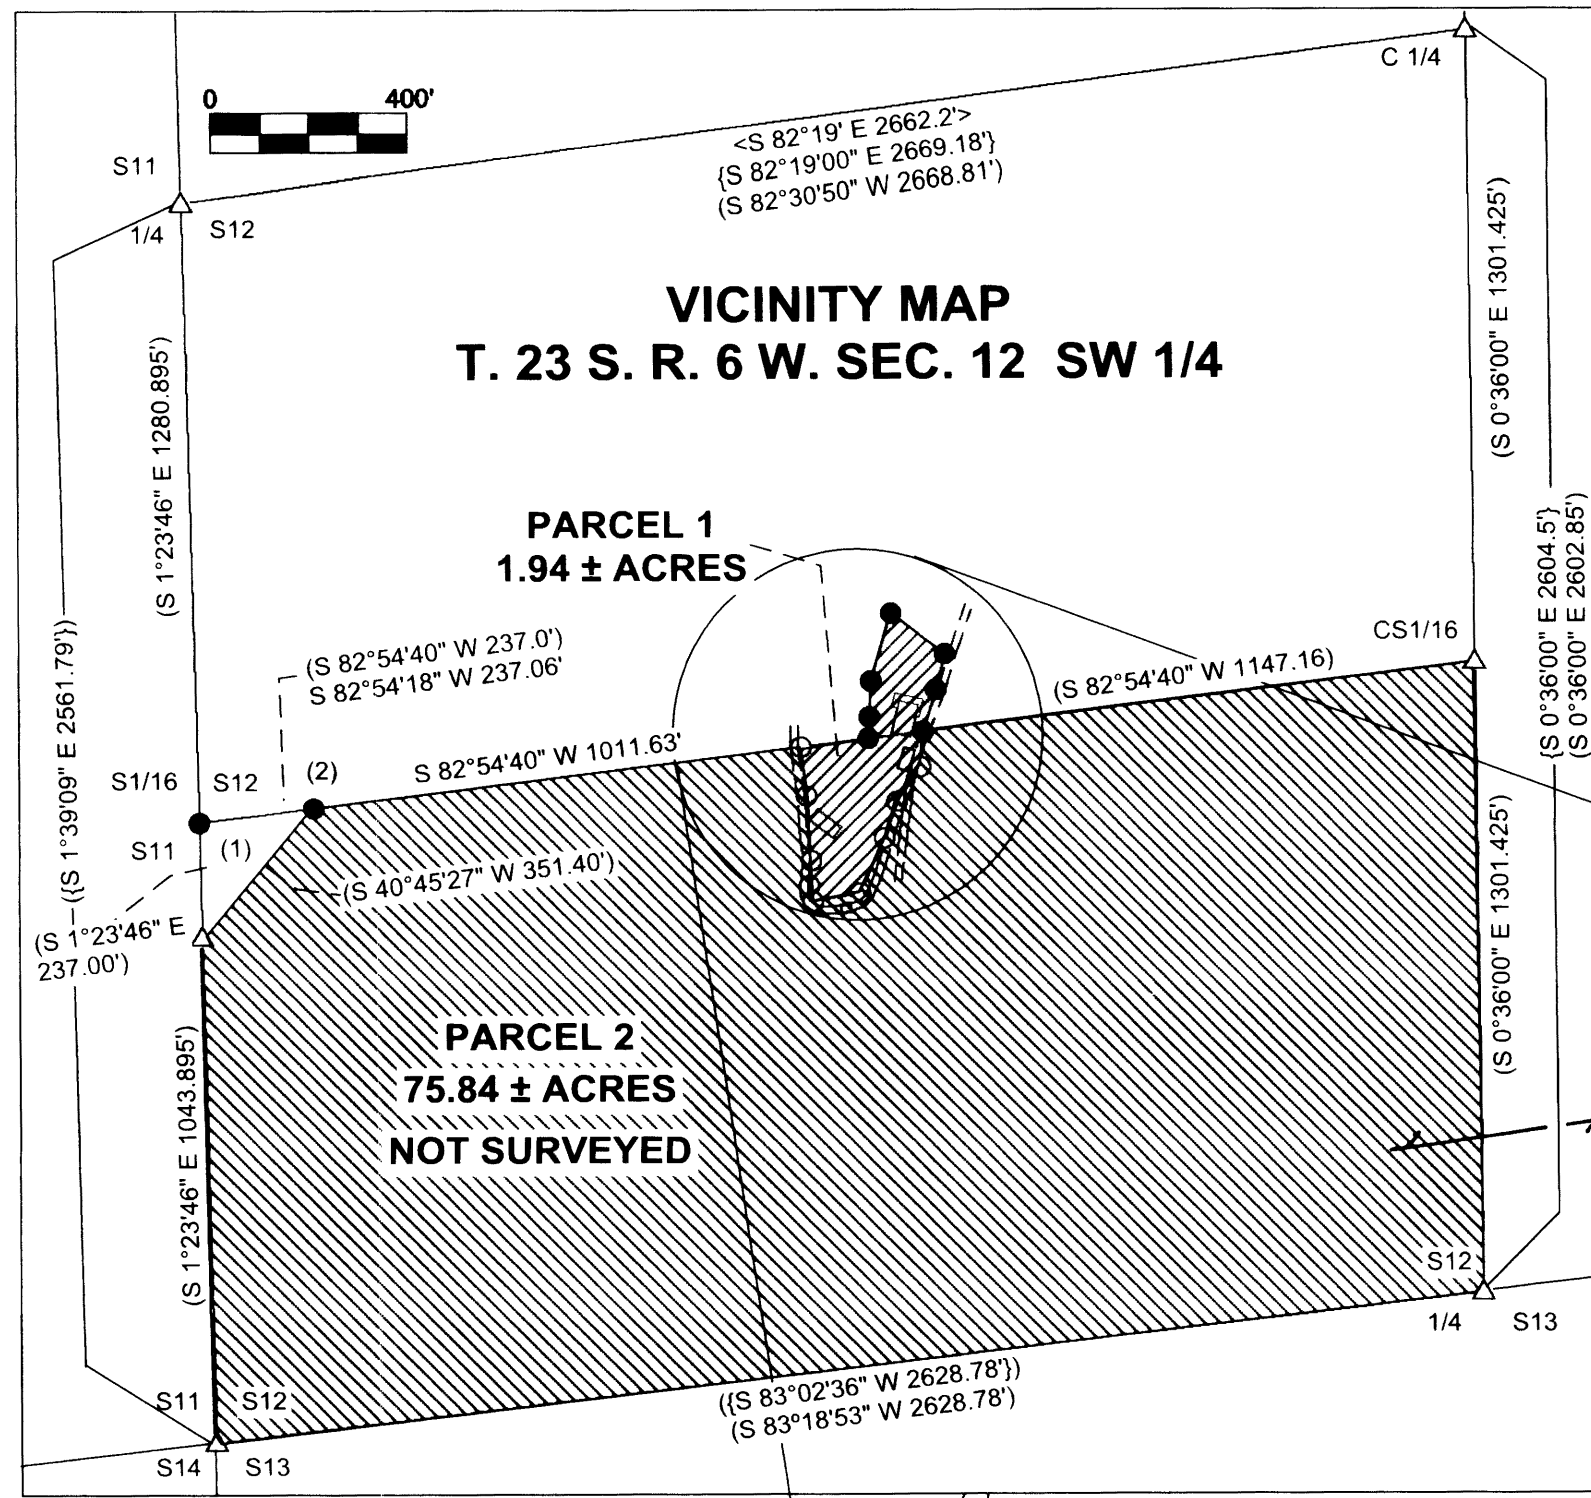 C 1/4
0 400'
<S 82°19' E 2662.2'>
{S 82°19'00" E 2669.18'}
(S 82°30'50" W 2668.81')
S11
1/4 S12
VICINITY MAP
T. 23 S. R. 6 W. SEC. 12 SW 1/4
(S 0°36'00" E 1301.425')
(S 1°23'46" E 1280.895')
PARCEL 1
1.94 ± ACRES
{S 0°36'00" E 2604.5'}
(S 0°36'00" E 2602.85')
({S 1°39'09" E 2561.79'})
CS1/16
(S 82°54'40" W 237.0')
S 82°54'18" W 237.06'
(S 82°54'40" W 1147.16)
S 82°54'40" W 1011.63'
S1/16 S12 (2)
S11 (1)
(S 40°45'27" W 351.40')
(S 1°23'46" E
237.00')
(S 0°36'00" E 1301.425')
PARCEL 2
75.84 ± ACRES
NOT SURVEYED
(S 1°23'46" E 1043.895')
S12
1/4 S13
({S 83°02'36" W 2628.78'})
(S 83°18'53" W 2628.78')
S11 S12
S14 S13